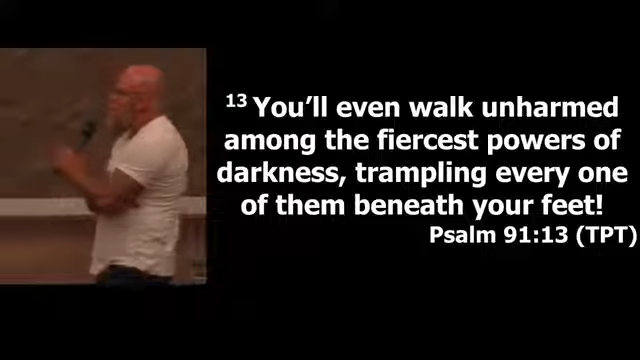 13 You’ll even walk unharmed
among the fiercest powers of
darkness, trampling every one
of them beneath your feet!
Psalm 91:13 (TPT)